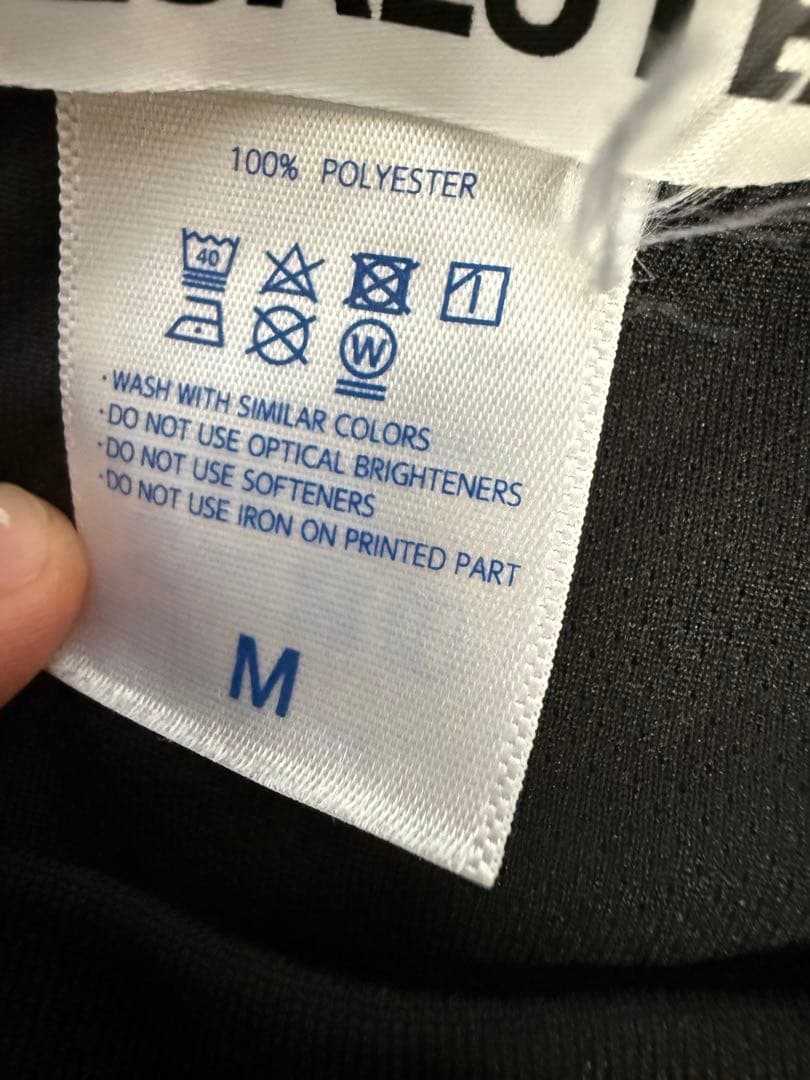 100% POLYESTER
40
W
·WASH WITH SIMILAR COLORS
·DO NOT USE OPTICAL BRIGHTENERS
·DO NOT USE SOFTENERS
·DO NOT USE IRON ON PRINTED PART
M